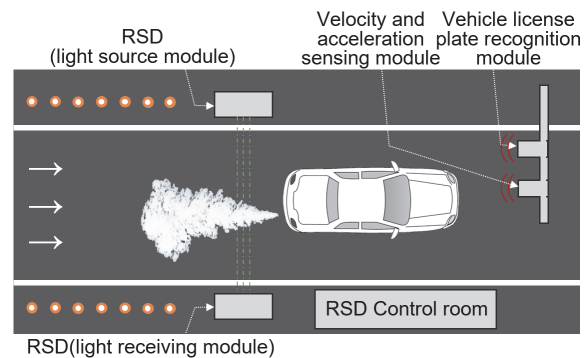 RSD
(light source module)
Velocity and
acceleration
sensing module
Vehicle license
plate recognition
module
RSD Control room
RSD(light receiving module)